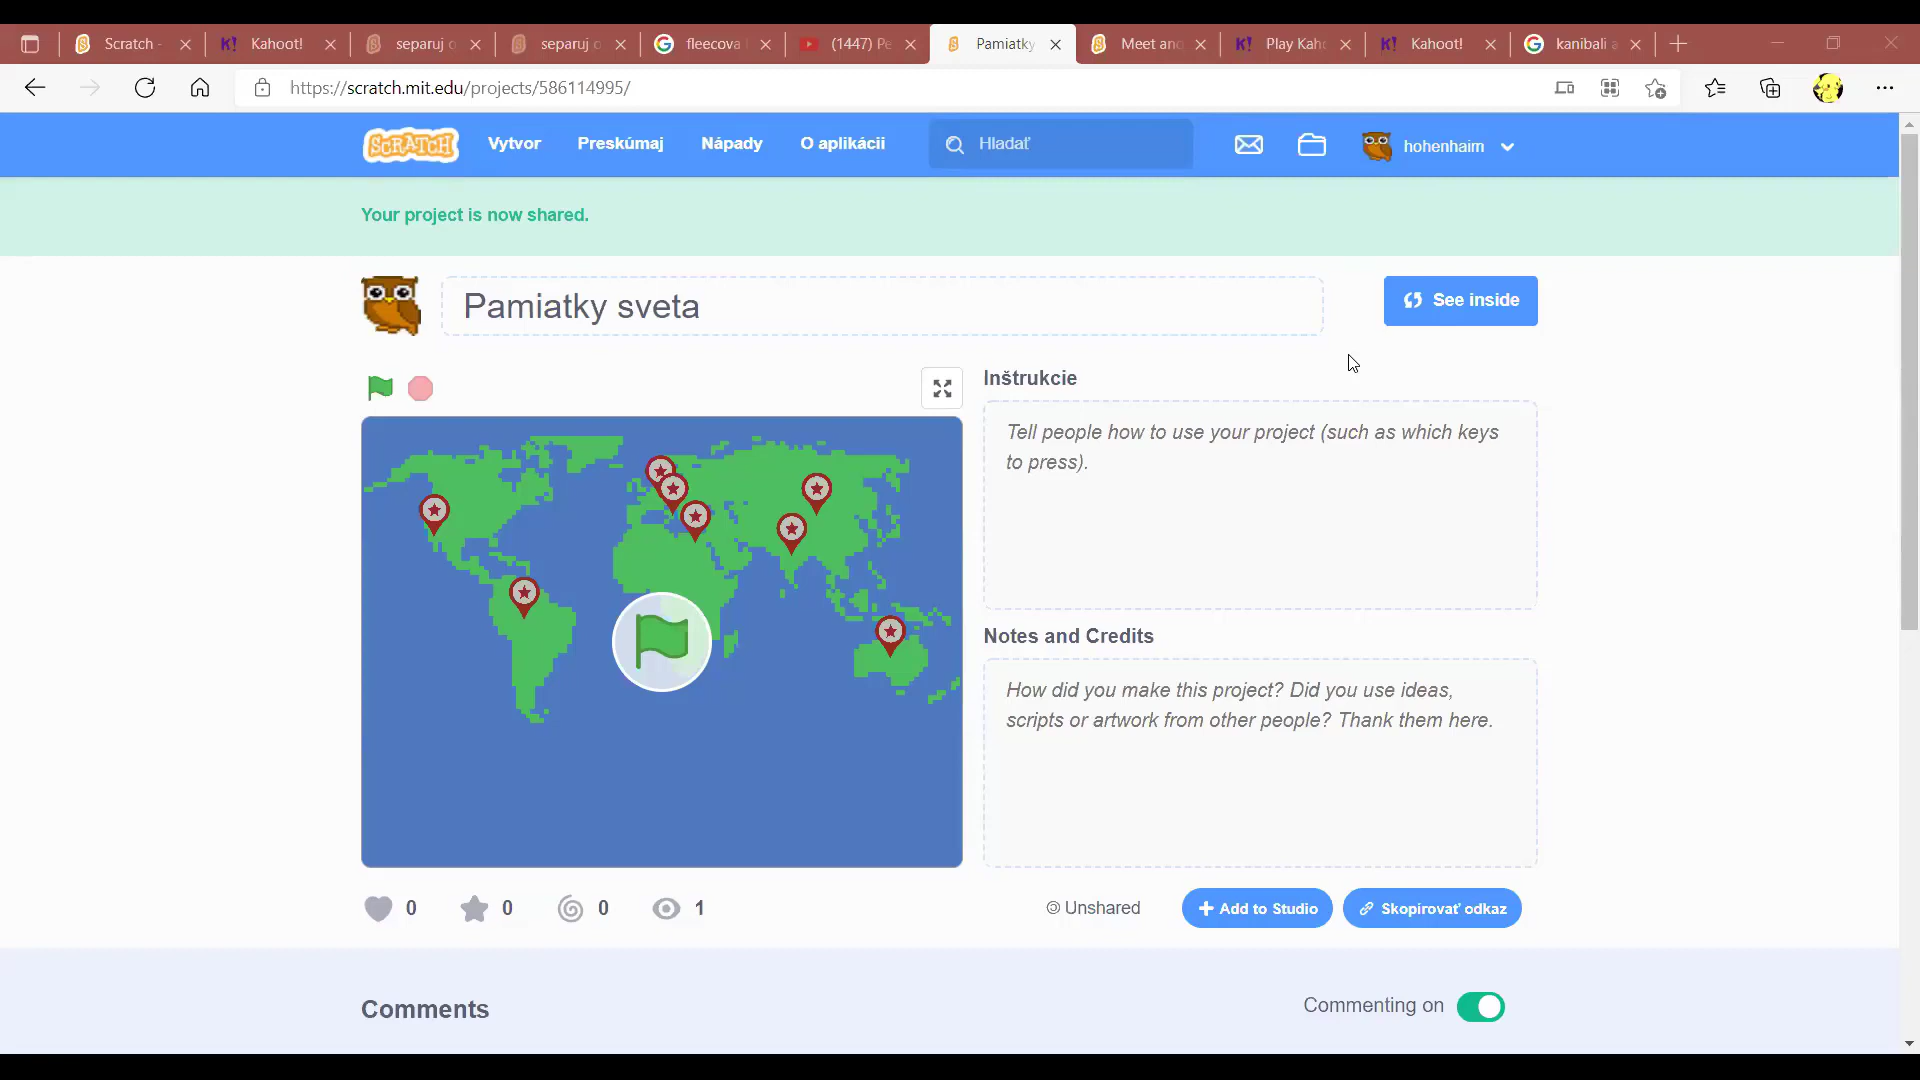 Scratch -
Kahoot!
separuj o
separuj o
fleecova
(1447) Pe
Pamiatky
Meet and
Play Kaho
Kahoot!
kanibali a
https://scratch.mit.edu/projects/586114995/
SCRATCH
Vytvor
Preskúmaj
Nápady
O aplikácii
Hladať
hohenhaim
Your project is now shared.
Pamiatky sveta
See inside
Inštrukcie
Tell people how to use your project (such as which keys
to press).
Notes and Credits
How did you make this project? Did you use ideas,
scripts or artwork from other people? Thank them here.
0
0
0
1
Unshared
Add to Studio
Skopírovať odkaz
Comments
Commenting on